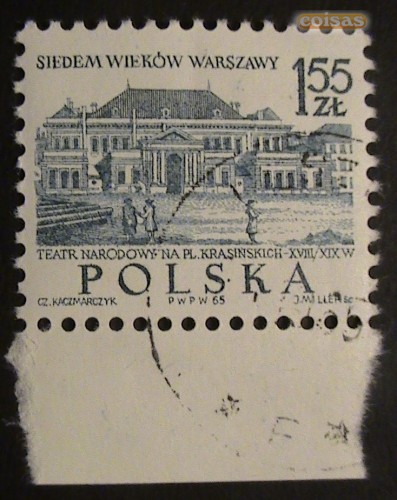 coisas
SIEDEM WIEKÓW WARSZAWY
1.55
ZŁ
TEATR NARODOWY NA PL. KRASIŃSKICH-XVIII/XIX W
POLSKA
CZ. KACZMARCZYK PWPW 65 J. MILLER sc.